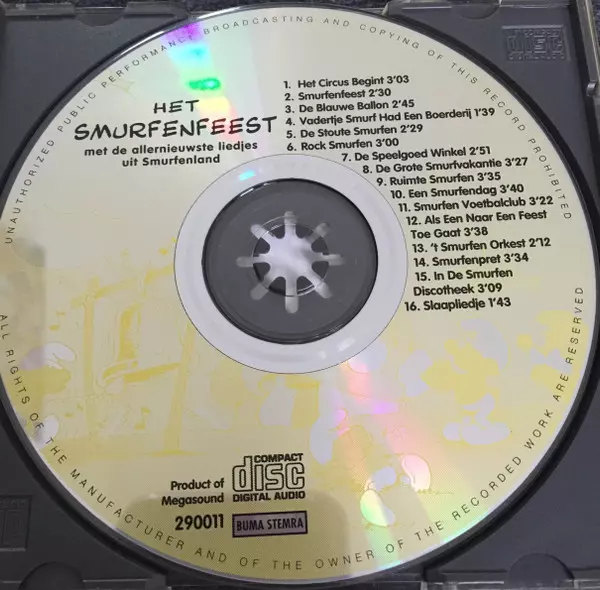 UNAUTHORIZED PUBLIC PERFORMANCE BROADCASTING AND COPYING OF THIS RECORD PROHIBITED
HET
SMURFENFEEST
met de allernieuwste liedjes
uit Smurfenland
1. Het Circus Begint 3'03
2. Smurfenfeest 2'30
3. De Blauwe Ballon 2'45
4. Vadertje Smurf Had Een Boerderij 1'39
5. De Stoute Smurfen 2'29
6. Rock Smurfen 3'00
7. De Speelgoed Winkel 2'51
8. De Grote Smurfvakantie 3'27
9. Ruimte Smurfen 3'35
10. Een Smurfendag 3'40
11. Smurfen Voetbalclub 3'22
12. Als Een Naar Een Feest
Toe Gaat 3'38
13. 't Smurfen Orkest 2'12
14. Smurfenpret 3'34
15. In De Smurfen
Discotheek 3'09
16. Slaapliedje 1'43
Product of
Megasound
290011
COMPACT
disc
DIGITAL AUDIO
BUMA STEMRA
ALL RIGHTS OF THE MANUFACTURER AND OF THE OWNER OF THE RECORDED WORK ARE RESERVED